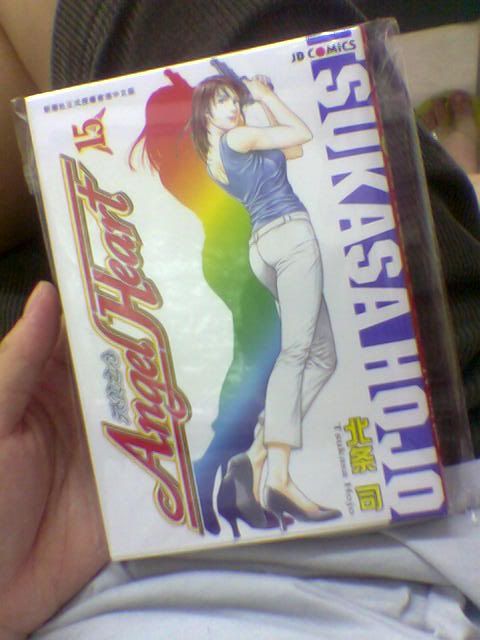 JD COMICS
15
Angel Heart
TSUKASA HOJO
北条 司
Tsukasa Hojo